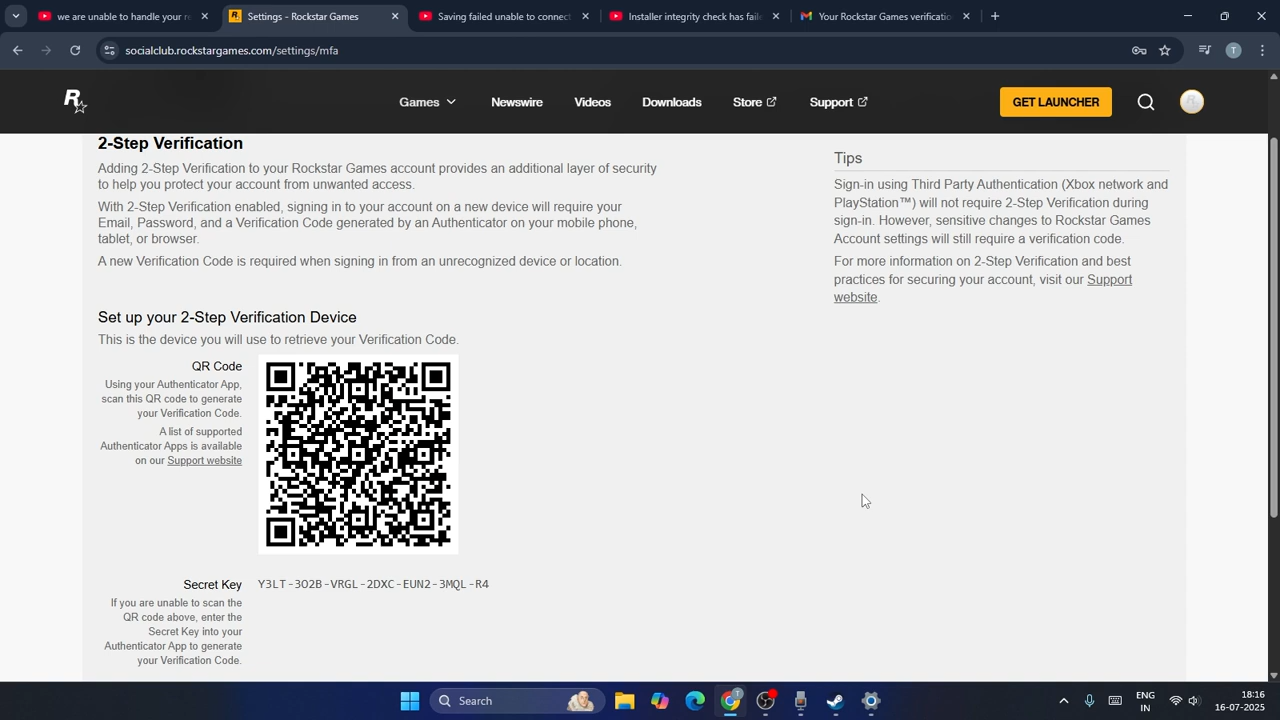 we are unable to handle your re
Settings - Rockstar Games
Saving failed unable to connect
Installer integrity check has faile
Your Rockstar Games verificatio
socialclub.rockstargames.com/settings/mfa
T
R
Games
Newswire
Videos
Downloads
Store
Support
GET LAUNCHER
2-Step Verification
Adding 2-Step Verification to your Rockstar Games account provides an additional layer of security
to help you protect your account from unwanted access.
With 2-Step Verification enabled, signing in to your account on a new device will require your
Email, Password, and a Verification Code generated by an Authenticator on your mobile phone,
tablet, or browser.
A new Verification Code is required when signing in from an unrecognized device or location.
Tips
Sign-in using Third Party Authentication (Xbox network and
PlayStation™) will not require 2-Step Verification during
sign-in. However, sensitive changes to Rockstar Games
Account settings will still require a verification code.
For more information on 2-Step Verification and best
practices for securing your account, visit our Support
website.
Set up your 2-Step Verification Device
This is the device you will use to retrieve your Verification Code.
QR Code
Using your Authenticator App,
scan this QR code to generate
your Verification Code.
A list of supported
Authenticator Apps is available
on our Support website
Secret Key
Y3LT-3O2B-VRGL-2DXC-EUN2-3MQL-R4
If you are unable to scan the
QR code above, enter the
Secret Key into your
Authenticator App to generate
your Verification Code.
Search
ENG
IN
18:16
16-07-2025